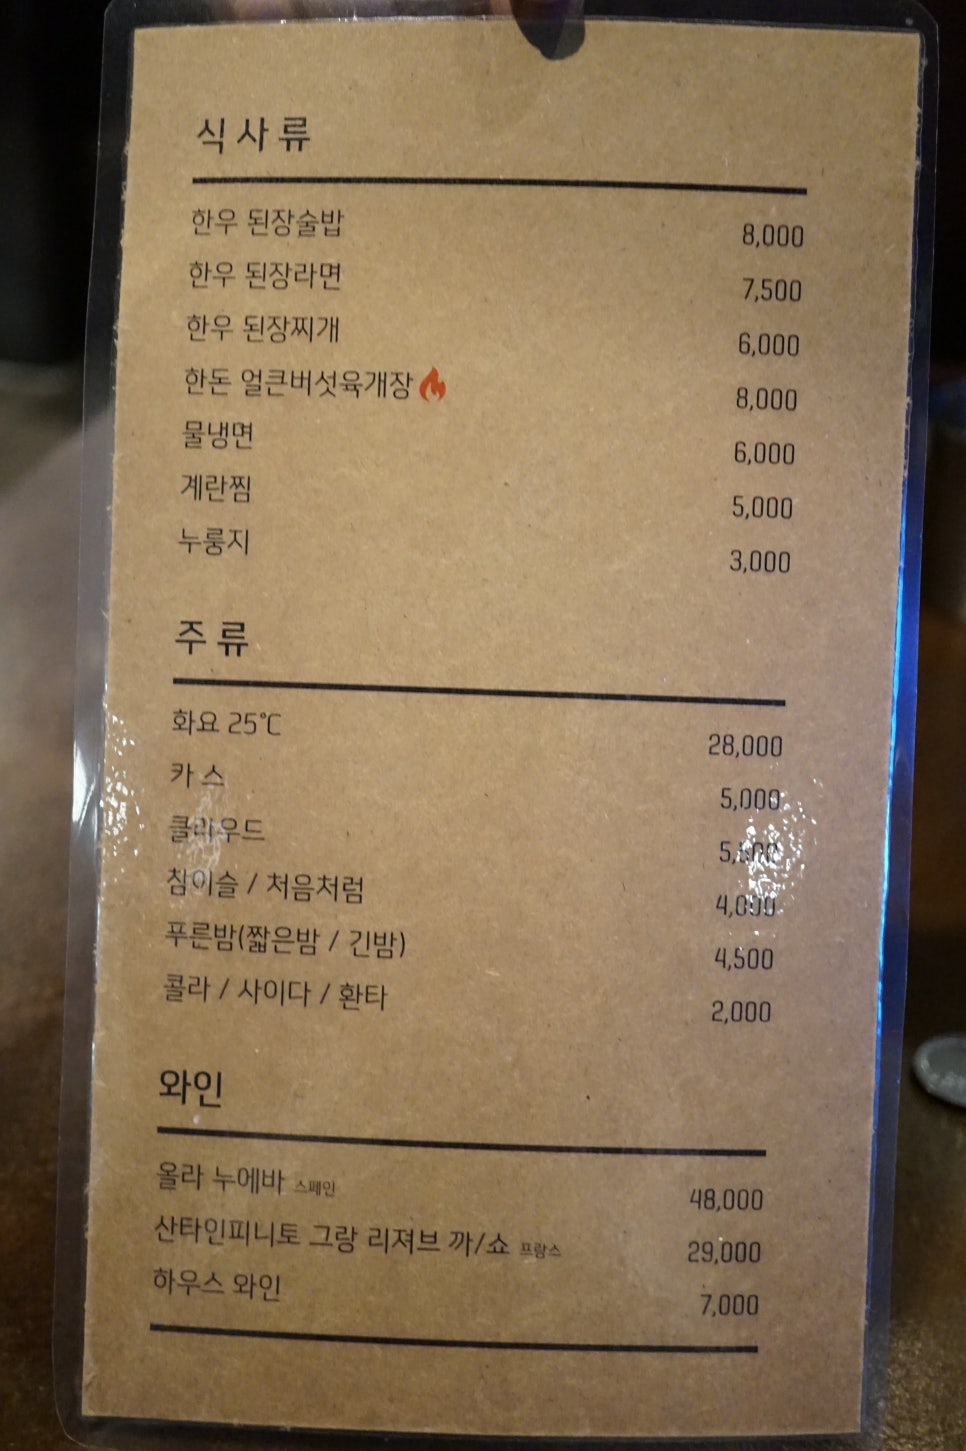 식사류
한우 된장술밥 8,000
한우 된장라면 7,500
한우 된장찌개 6,000
한돈 얼큰버섯육개장 8,000
물냉면 6,000
계란찜 5,000
누룽지 3,000
주류
화요 25℃ 28,000
카스 5,000
클라우드
참이슬 / 처음처럼 4,000
푸른밤(짧은밤 / 긴밤) 4,500
콜라 / 사이다 / 환타 2,000
와인
올라 누에바 스페인 48,000
산타인피니토 그랑 리져브 까/쇼 프랑스 29,000
하우스 와인 7,000